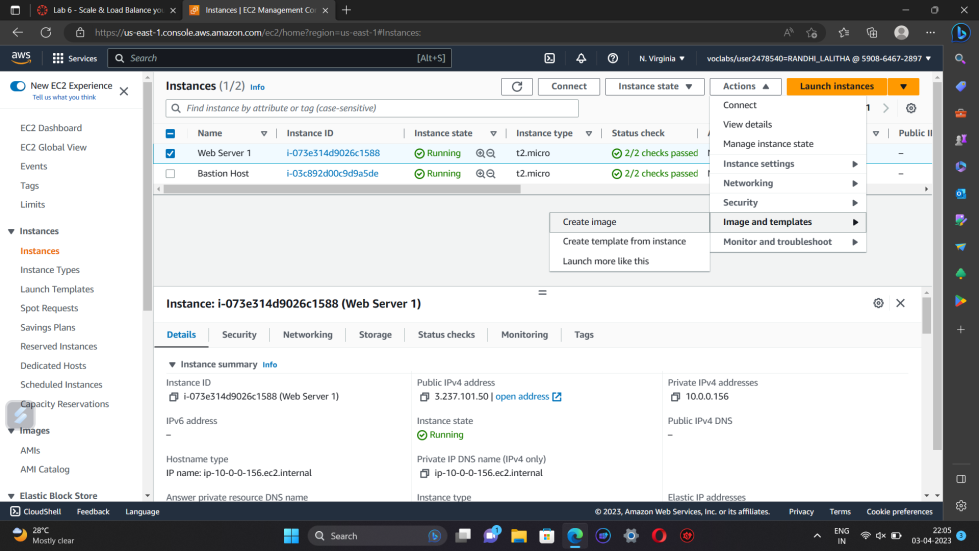 Lab 6 - Scale & Load Balance yo
Instances | EC2 Management Co
https://us-east-1.console.aws.amazon.com/ec2/home?region=us-east-1#Instances:
aws
Services
Search
[Alt+S]
N. Virginia
voclabs/user2478540=RANDHI_LALITHA @ 5908-6467-2897
New EC2 Experience
Tell us what you think
EC2 Dashboard
EC2 Global View
Events
Tags
Limits
Instances
Instances
Instance Types
Launch Templates
Spot Requests
Savings Plans
Reserved Instances
Dedicated Hosts
Scheduled Instances
Capacity Reservations
Images
AMIs
AMI Catalog
Elastic Block Store
Instances (1/2) Info
Connect
Instance state
Actions
Launch instances
Find instance by attribute or tag (case-sensitive)
1
Name
Instance ID
Instance state
Instance type
Status check
Public II
Web Server 1
i-073e314d9026c1588
Running
t2.micro
2/2 checks passed
–
Bastion Host
i-03c892d00c9d9a5de
Running
t2.micro
2/2 checks passed
–
Connect
View details
Manage instance state
Instance settings
Networking
Security
Image and templates
Monitor and troubleshoot
Create image
Create template from instance
Launch more like this
Instance: i-073e314d9026c1588 (Web Server 1)
Details
Security
Networking
Storage
Status checks
Monitoring
Tags
Instance summary Info
Instance ID
i-073e314d9026c1588 (Web Server 1)
Public IPv4 address
3.237.101.50 | open address
Private IPv4 addresses
10.0.0.156
IPv6 address
–
Instance state
Running
Public IPv4 DNS
–
Hostname type
IP name: ip-10-0-0-156.ec2.internal
Private IP DNS name (IPv4 only)
ip-10-0-0-156.ec2.internal
Answer private resource DNS name
Instance type
Elastic IP addresses
CloudShell
Feedback
Language
© 2023, Amazon Web Services, Inc. or its affiliates.
Privacy
Terms
Cookie preferences
28°C
Mostly clear
Search
1
ENG
IN
22:05
03-04-2023
3